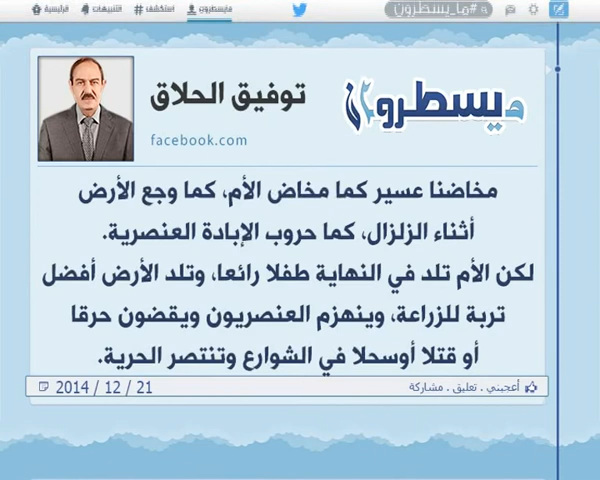 الرئيسية
التنبيهات
# استكشف
مايسطرون
#ما_يسطرون
ما يسطرون
توفيق الحلاق
facebook.com
مخاضنا عسير كما مخاض الأم، كما وجع الأرض
أثناء الزلزال، كما حروب الإبادة العنصرية.
لكن الأم تلد في النهاية طفلا رائعا، وتلد الأرض أفضل
تربة للزراعة، وينهزم العنصريون ويقضون حرقا
أو قتلا أوسحلا في الشوارع وتنتصر الحرية.
أعجبني . تعليق . مشاركة
2014 / 12 / 21